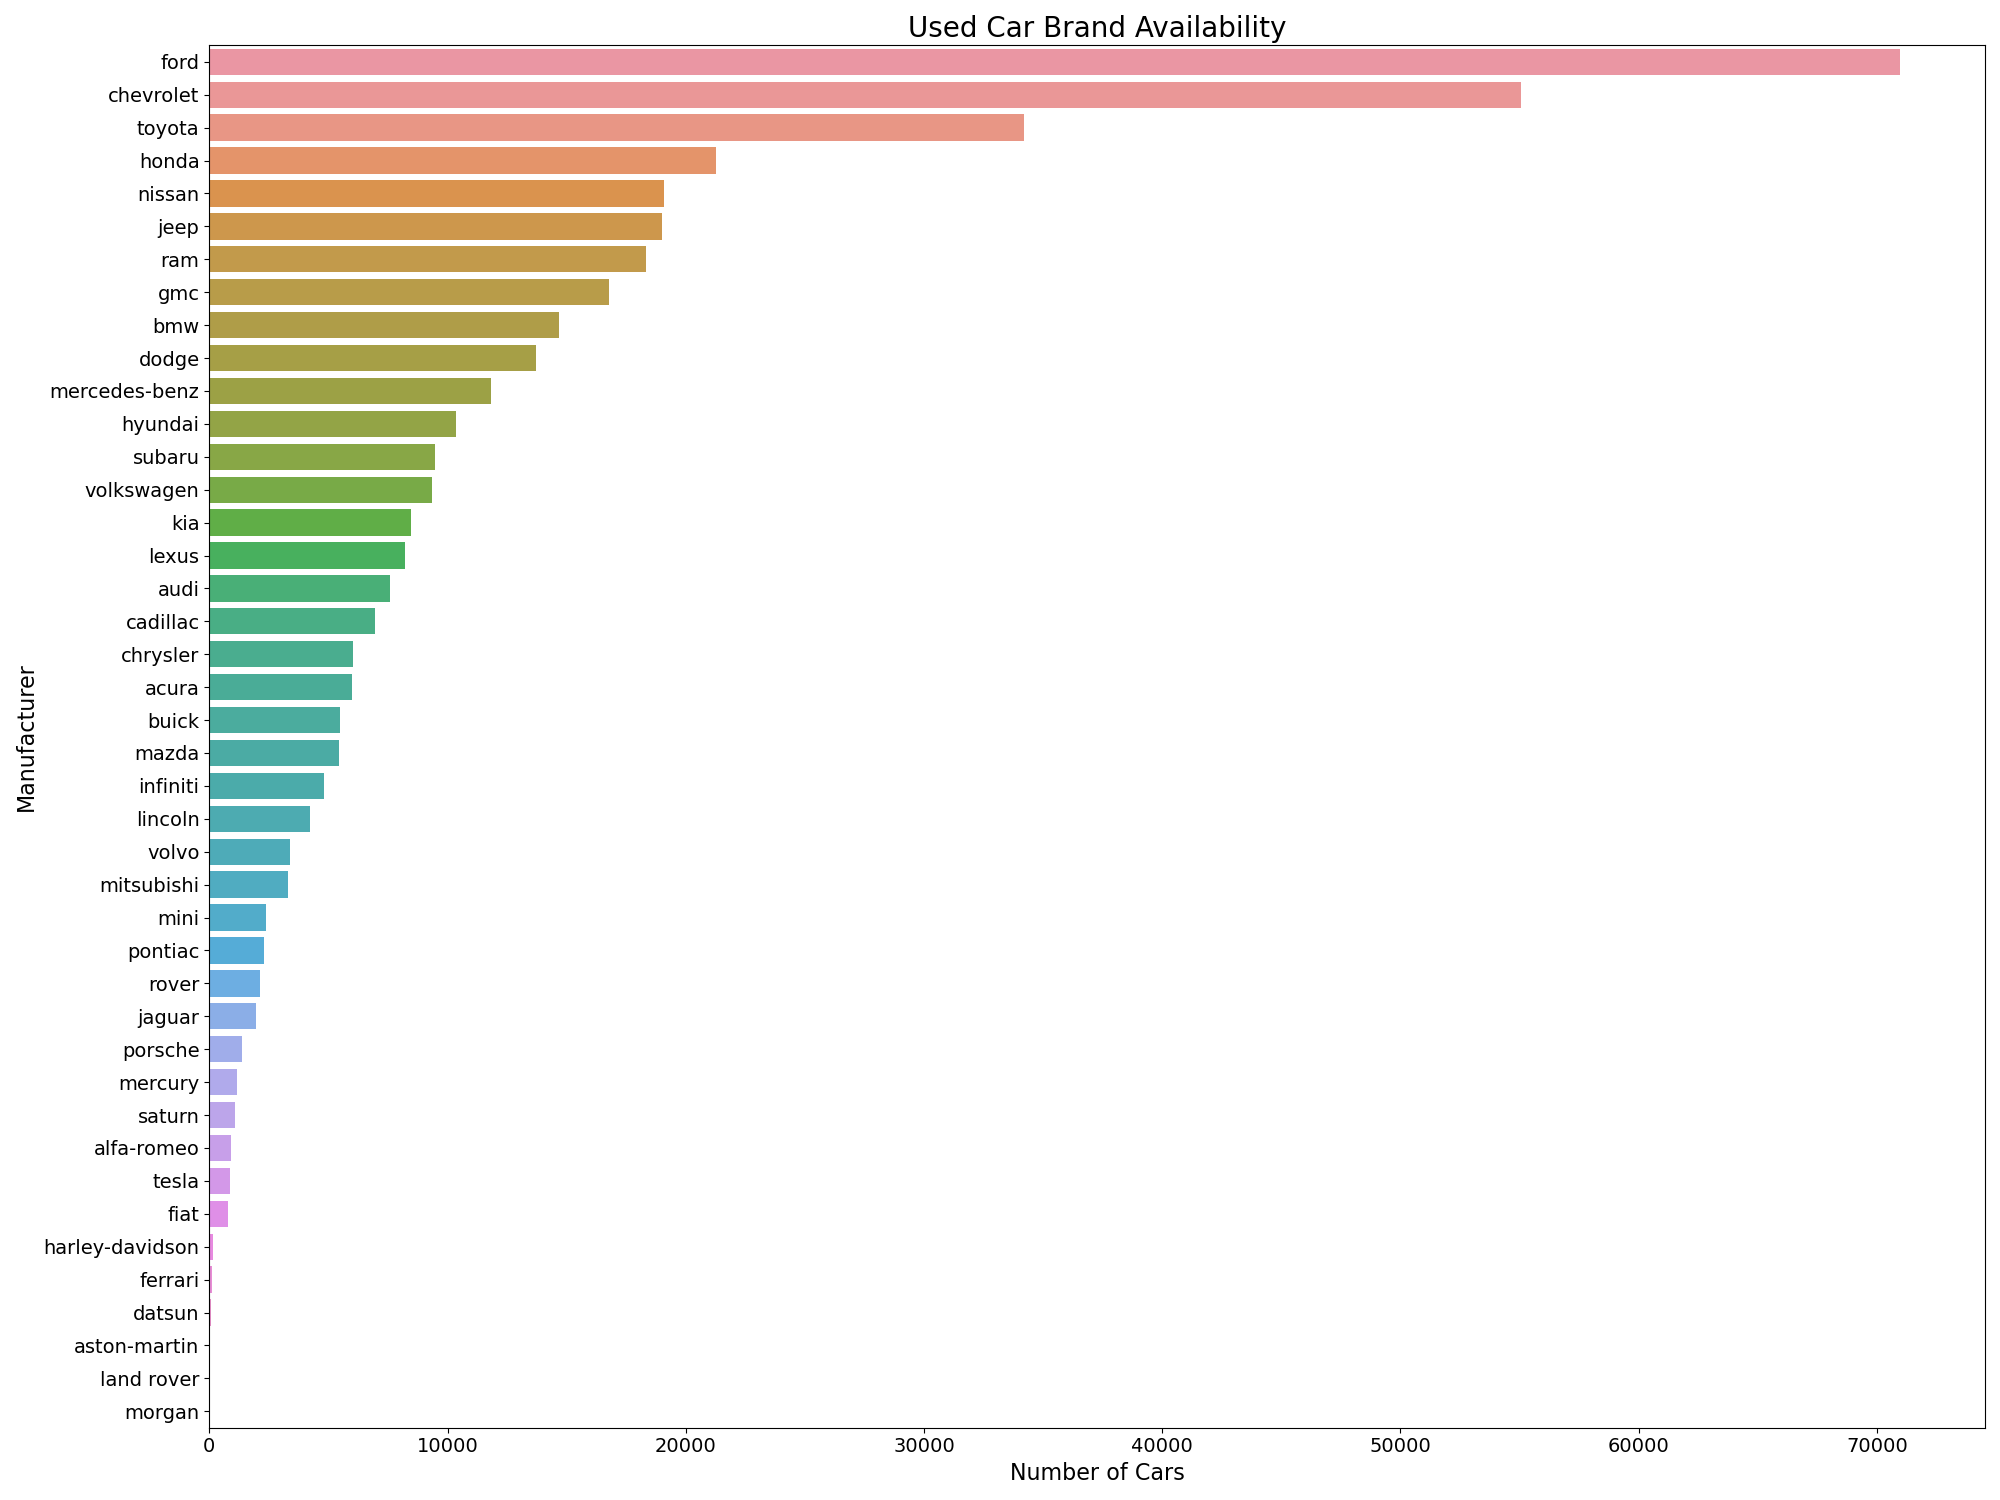 Used Car Brand Availability
ford
chevrolet
toyota
honda
nissan
jeep
ram
gmc
bmw
dodge
mercedes-benz
hyundai
subaru
volkswagen
kia
lexus
audi
cadillac
chrysler
acura
buick
mazda
infiniti
lincoln
volvo
mitsubishi
mini
pontiac
rover
jaguar
porsche
mercury
saturn
alfa-romeo
tesla
fiat
harley-davidson
ferrari
datsun
aston-martin
land rover
morgan
Manufacturer
0 10000 20000 30000 40000 50000 60000 70000
Number of Cars